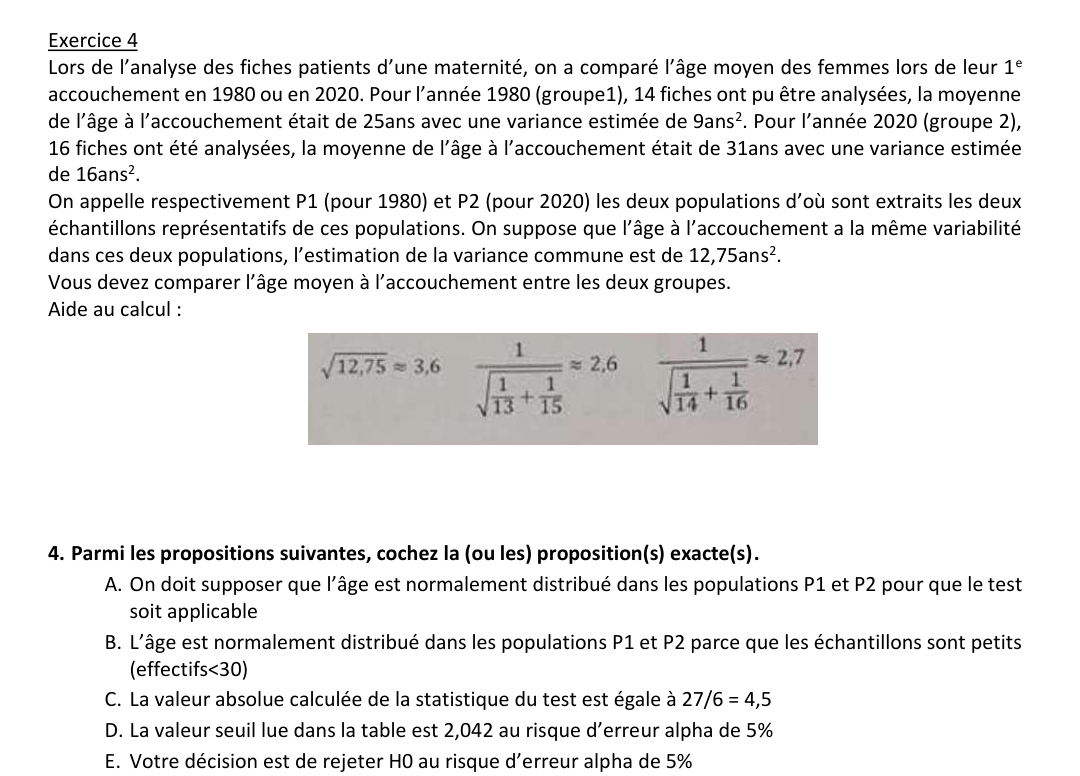 Exercice 4
Lors de l’analyse des fiches patients d’une maternité, on a comparé l’âge moyen des femmes lors de leur 1ᵉ
accouchement en 1980 ou en 2020. Pour l’année 1980 (groupe1), 14 fiches ont pu être analysées, la moyenne
de l’âge à l’accouchement était de 25ans avec une variance estimée de 9ans². Pour l’année 2020 (groupe 2),
16 fiches ont été analysées, la moyenne de l’âge à l’accouchement était de 31ans avec une variance estimée
de 16ans².
On appelle respectivement P1 (pour 1980) et P2 (pour 2020) les deux populations d’où sont extraits les deux
échantillons représentatifs de ces populations. On suppose que l’âge à l’accouchement a la même variabilité
dans ces deux populations, l’estimation de la variance commune est de 12,75ans².
Vous devez comparer l’âge moyen à l’accouchement entre les deux groupes.
Aide au calcul :
√12,75 ≈ 3,6   1/√(1/13 + 1/15) ≈ 2,6   1/√(1/14 + 1/16) ≈ 2,7
4. Parmi les propositions suivantes, cochez la (ou les) proposition(s) exacte(s).
A. On doit supposer que l’âge est normalement distribué dans les populations P1 et P2 pour que le test
soit applicable
B. L’âge est normalement distribué dans les populations P1 et P2 parce que les échantillons sont petits
(effectifs<30)
C. La valeur absolue calculée de la statistique du test est égale à 27/6 = 4,5
D. La valeur seuil lue dans la table est 2,042 au risque d’erreur alpha de 5%
E. Votre décision est de rejeter H0 au risque d’erreur alpha de 5%